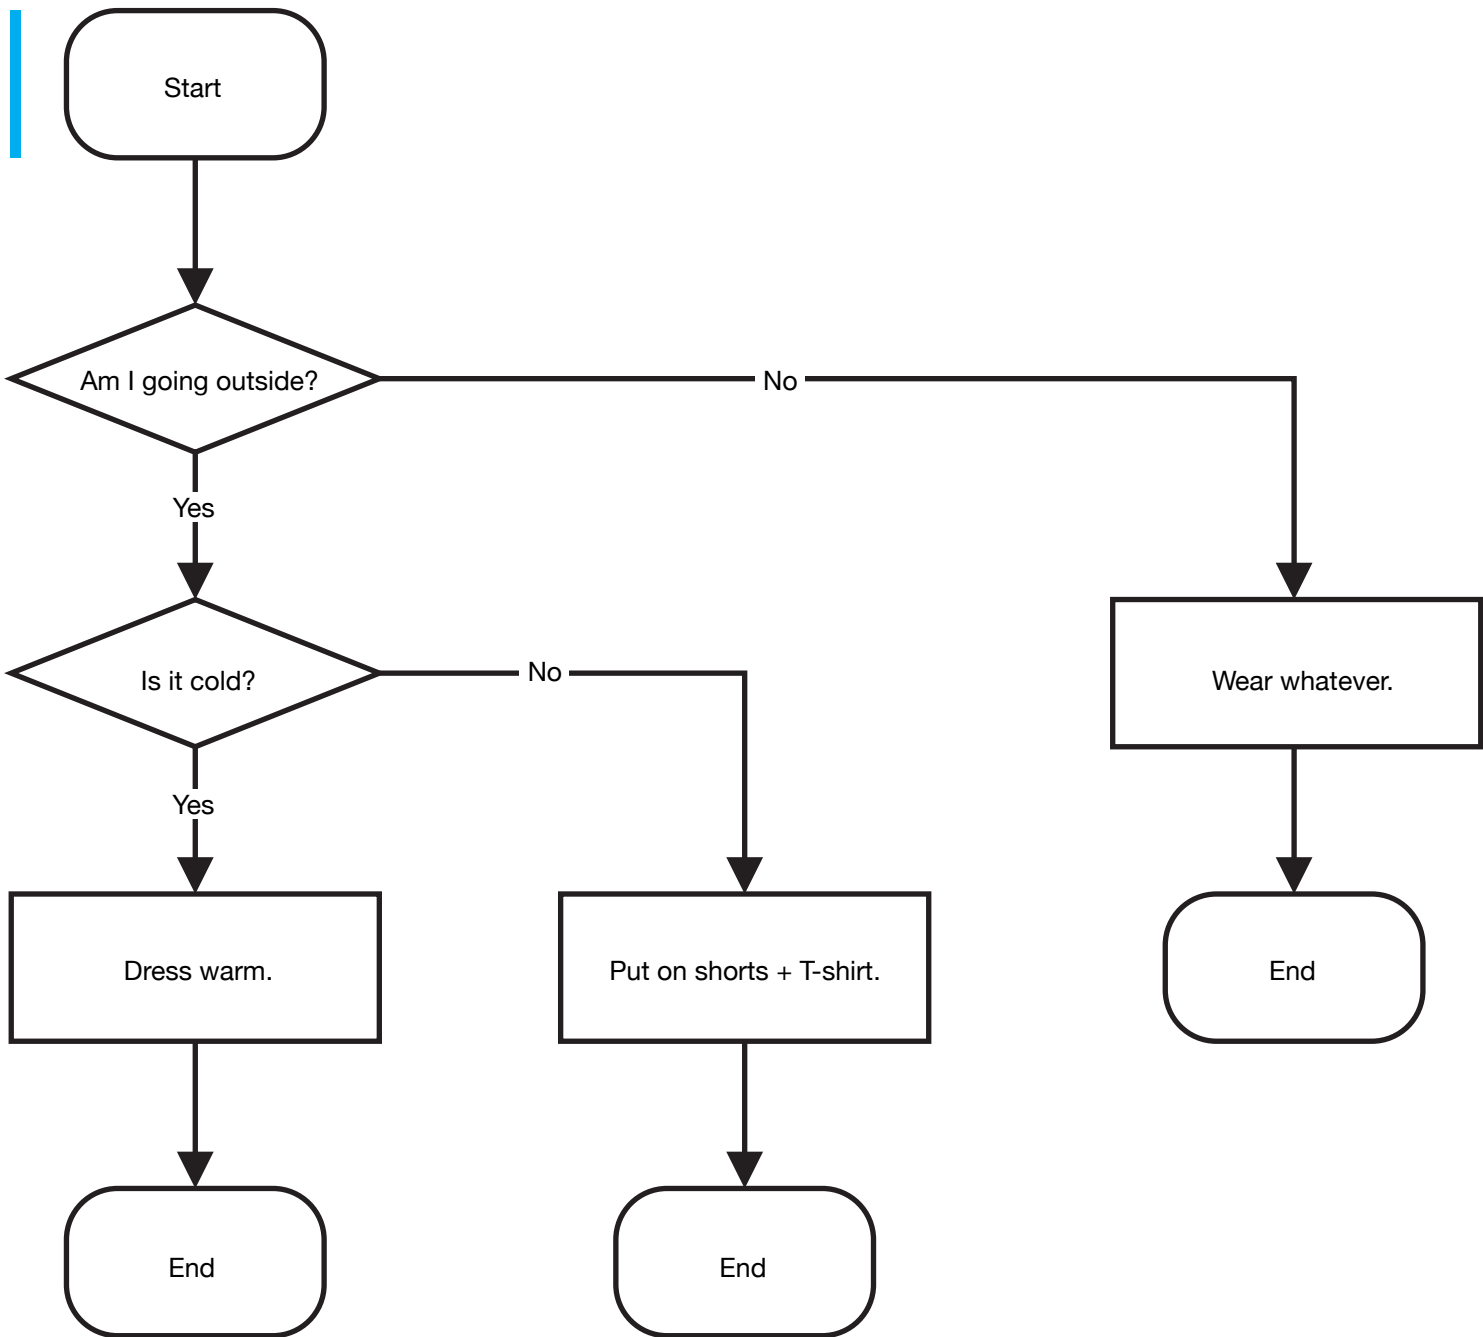 Start
Am I going outside?
No
Yes
Is it cold?
No
Wear whatever.
Yes
Dress warm.
Put on shorts + T-shirt.
End
End
End